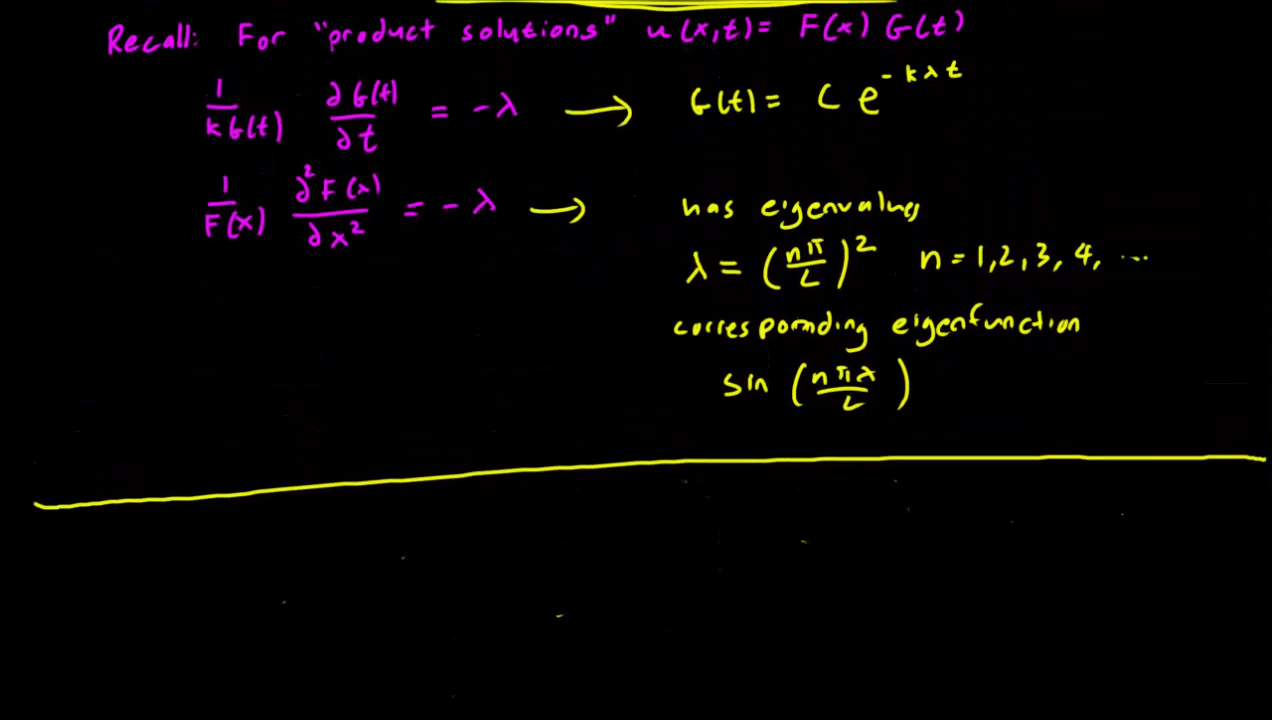 Recall: For "product solutions" u(x,t) = F(x) G(t)
1/(k G(t)) ∂G(t)/∂t = -λ → G(t) = C e^{-kλt}
1/F(x) ∂²F(x)/∂x² = -λ → has eigenvalues
λ = (nπ/L)² n = 1,2,3,4, ...
corresponding eigenfunction
sin (nπx/L)